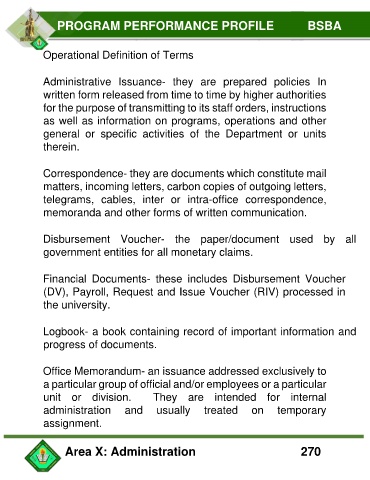 PROGRAM PERFORMANCE PROFILE BSBA
Operational Definition of Terms
Administrative Issuance- they are prepared policies In
written form released from time to time by higher authorities
for the purpose of transmitting to its staff orders, instructions
as well as information on programs, operations and other
general or specific activities of the Department or units
therein.
Correspondence- they are documents which constitute mail
matters, incoming letters, carbon copies of outgoing letters,
telegrams, cables, inter or intra-office correspondence,
memoranda and other forms of written communication.
Disbursement Voucher- the paper/document used by all
government entities for all monetary claims.
Financial Documents- these includes Disbursement Voucher
(DV), Payroll, Request and Issue Voucher (RIV) processed in
the university.
Logbook- a book containing record of important information and
progress of documents.
Office Memorandum- an issuance addressed exclusively to
a particular group of official and/or employees or a particular
unit or division. They are intended for internal
administration and usually treated on temporary
assignment.
Area X: Administration 270